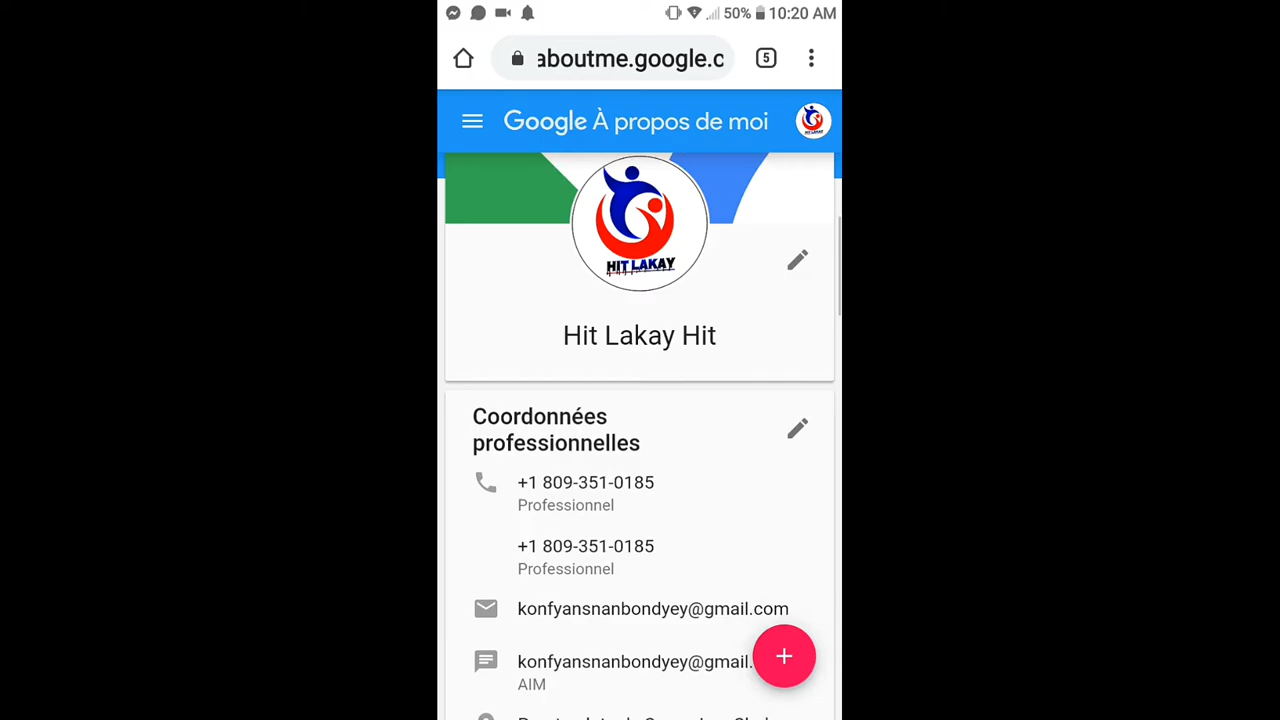 50% 10:20 AM
aboutme.google.c
5
Google À propos de moi
HIT LAKAY
Hit Lakay Hit
Coordonnées
professionnelles
+1 809-351-0185
Professionnel
+1 809-351-0185
Professionnel
konfyansnanbondyey@gmail.com
konfyansnanbondyey@gmail.
AIM